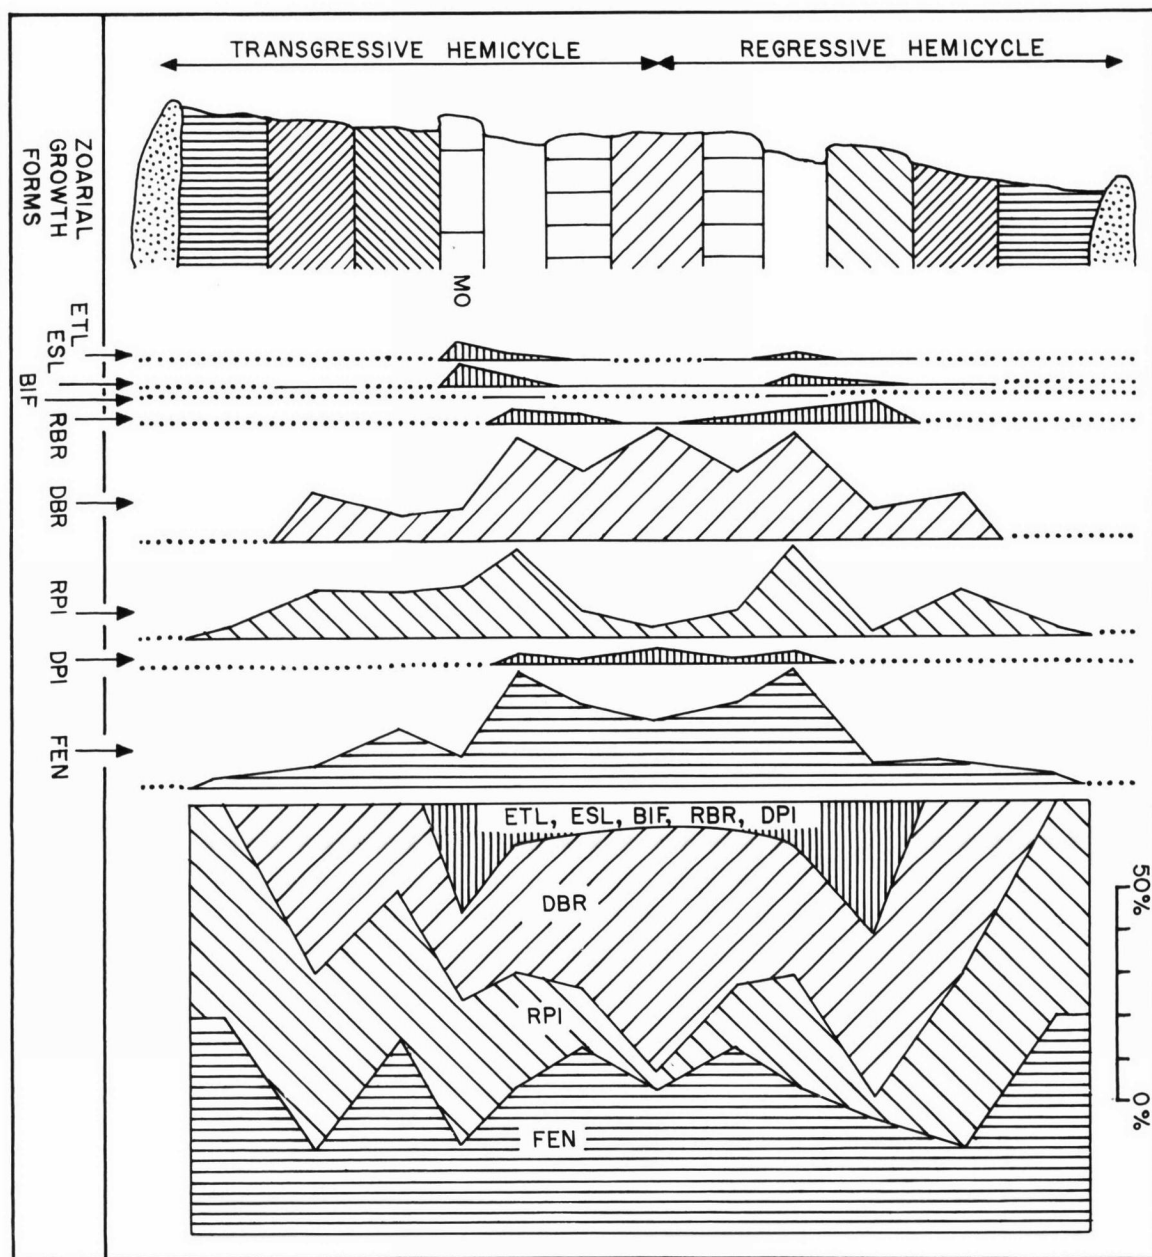 TRANSGRESSIVE HEMICYCLE
REGRESSIVE HEMICYCLE
ZOARIAL
GROWTH
FORMS
MO
ETL
ESL
BIF
RBR
DBR
RPI
DPI
FEN
ETL, ESL, BIF, RBR, DPI
DBR
RPI
FEN
50%
0%